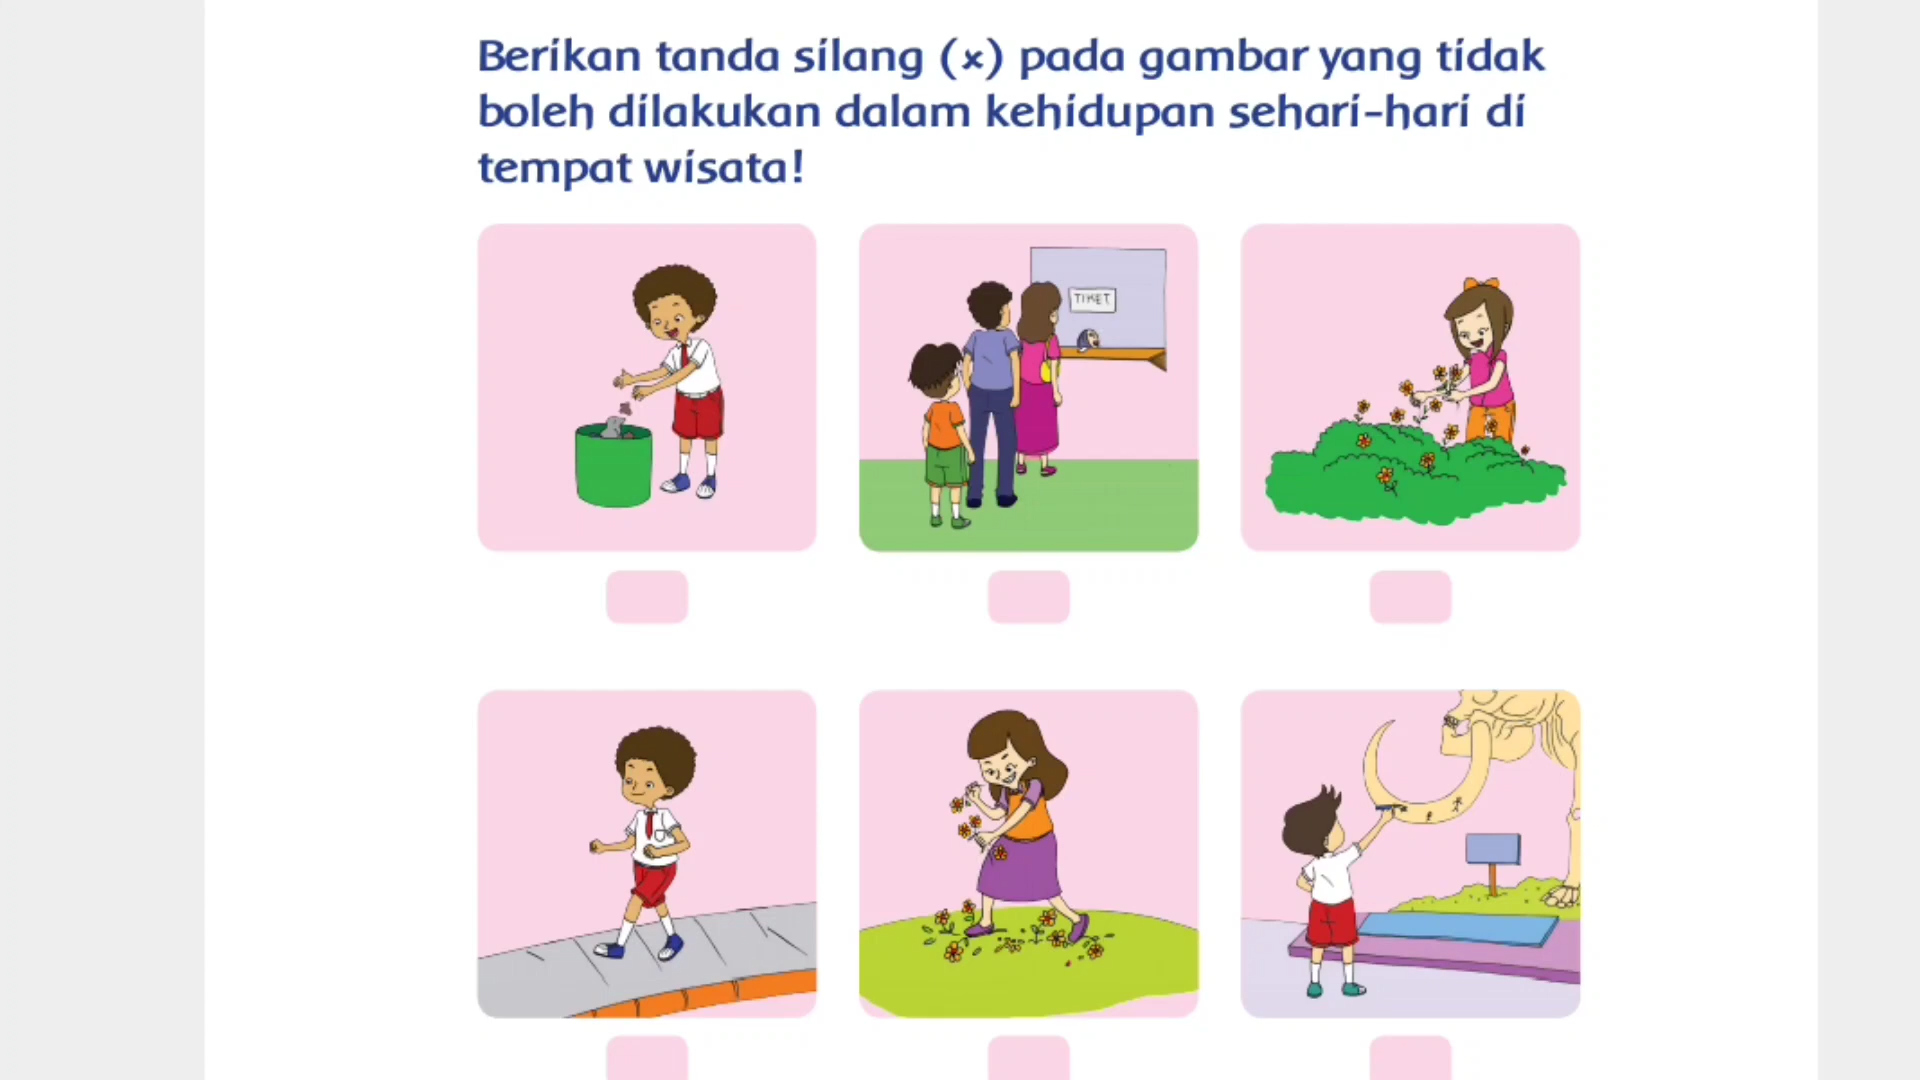 Berikan tanda silang (x) pada gambar yang tidak
boleh dilakukan dalam kehidupan sehari-hari di
tempat wisata!
TIKET